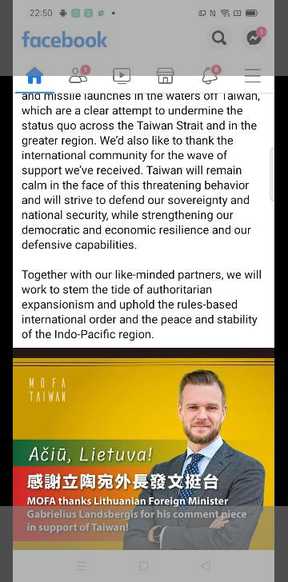 22:50
facebook
and missile launches in the waters off Taiwan,
which are a clear attempt to undermine the
status quo across the Taiwan Strait and in the
greater region. We'd also like to thank the
international community for the wave of
support we've received. Taiwan will remain
calm in the face of this threatening behavior
and will strive to defend our sovereignty and
national security, while strengthening our
democratic and economic resilience and our
defensive capabilities.
Together with our like-minded partners, we will
work to stem the tide of authoritarian
expansionism and uphold the rules-based
international order and the peace and stability
of the Indo-Pacific region.
MOFA
TAIWAN
Ačiū, Lietuva!
感謝立陶宛外長發文挺台
MOFA thanks Lithuanian Foreign Minister
Gabrielius Landsbergis for his comment piece
in support of Taiwan!